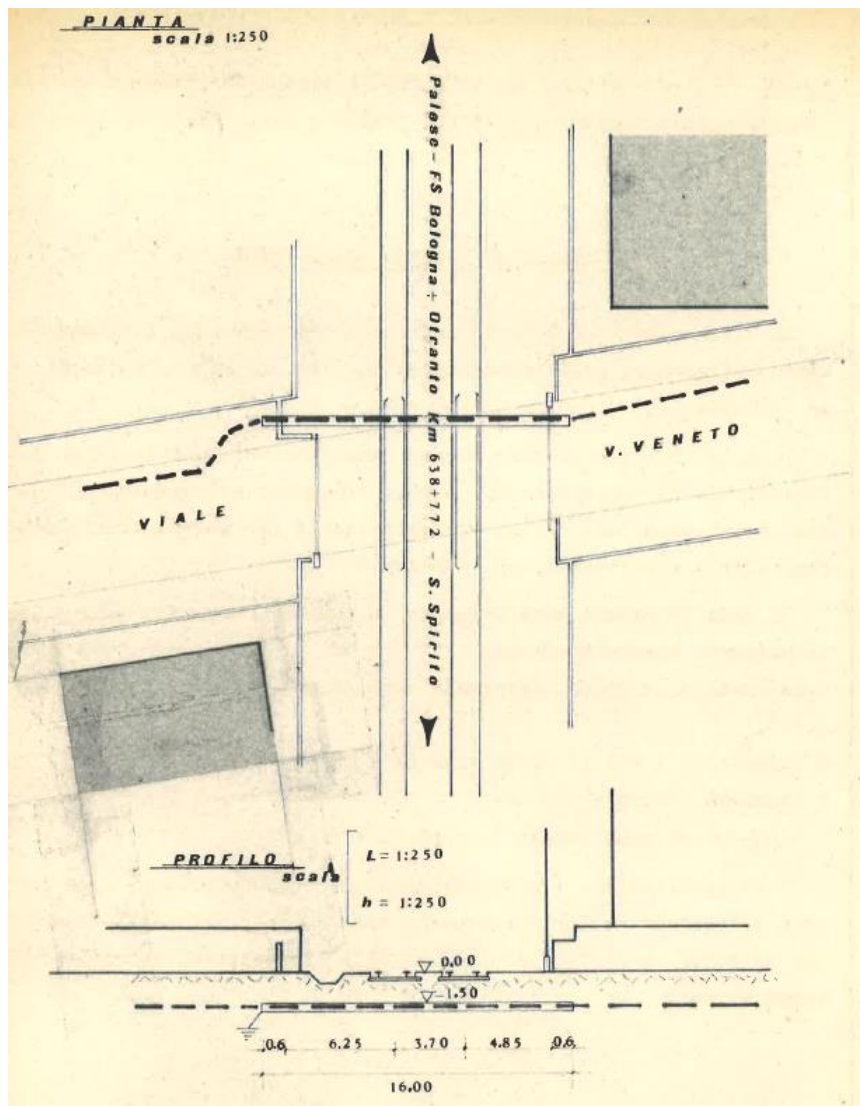 PIANTA
scala 1:250
Palese - FS Bologna ÷ Otranto Km 638+772 - S. Spirito
V. VENETO
VIALE
PROFILO
scala
L = 1:250
h = 1:250
0.00
-1.50
0.6 6.25 3.70 4.85 0.6
16.00